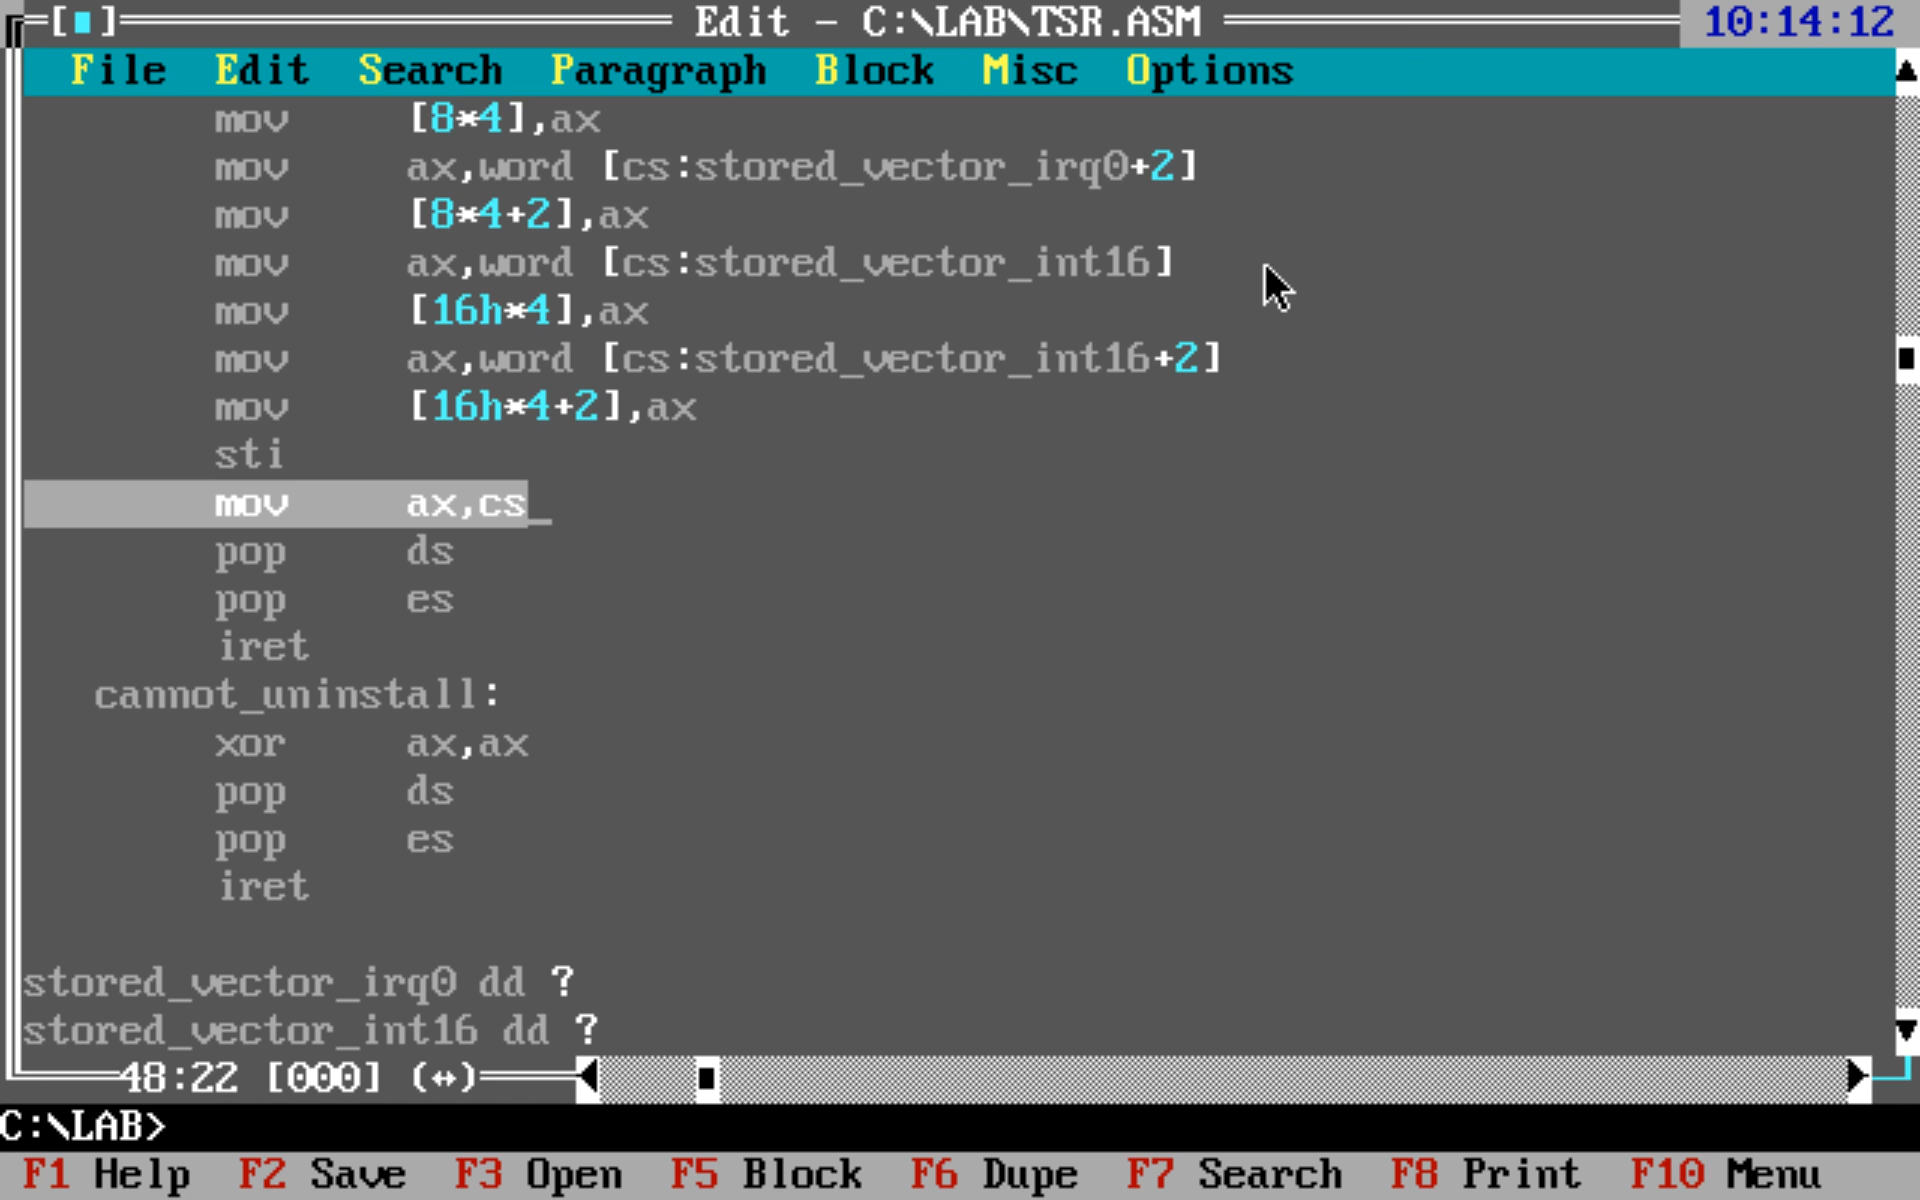 [■] Edit - C:\LAB\TSR.ASM 10:14:12
File Edit Search Paragraph Block Misc Options
mov [8*4],ax
mov ax,word [cs:stored_vector_irq0+2]
mov [8*4+2],ax
mov ax,word [cs:stored_vector_int16]
mov [16h*4],ax
mov ax,word [cs:stored_vector_int16+2]
mov [16h*4+2],ax
sti
mov ax,cs_
pop ds
pop es
iret
cannot_uninstall:
xor ax,ax
pop ds
pop es
iret
stored_vector_irq0 dd ?
stored_vector_int16 dd ?
48:22 [000] (↔)
C:\LAB>
F1 Help F2 Save F3 Open F5 Block F6 Dupe F7 Search F8 Print F10 Menu